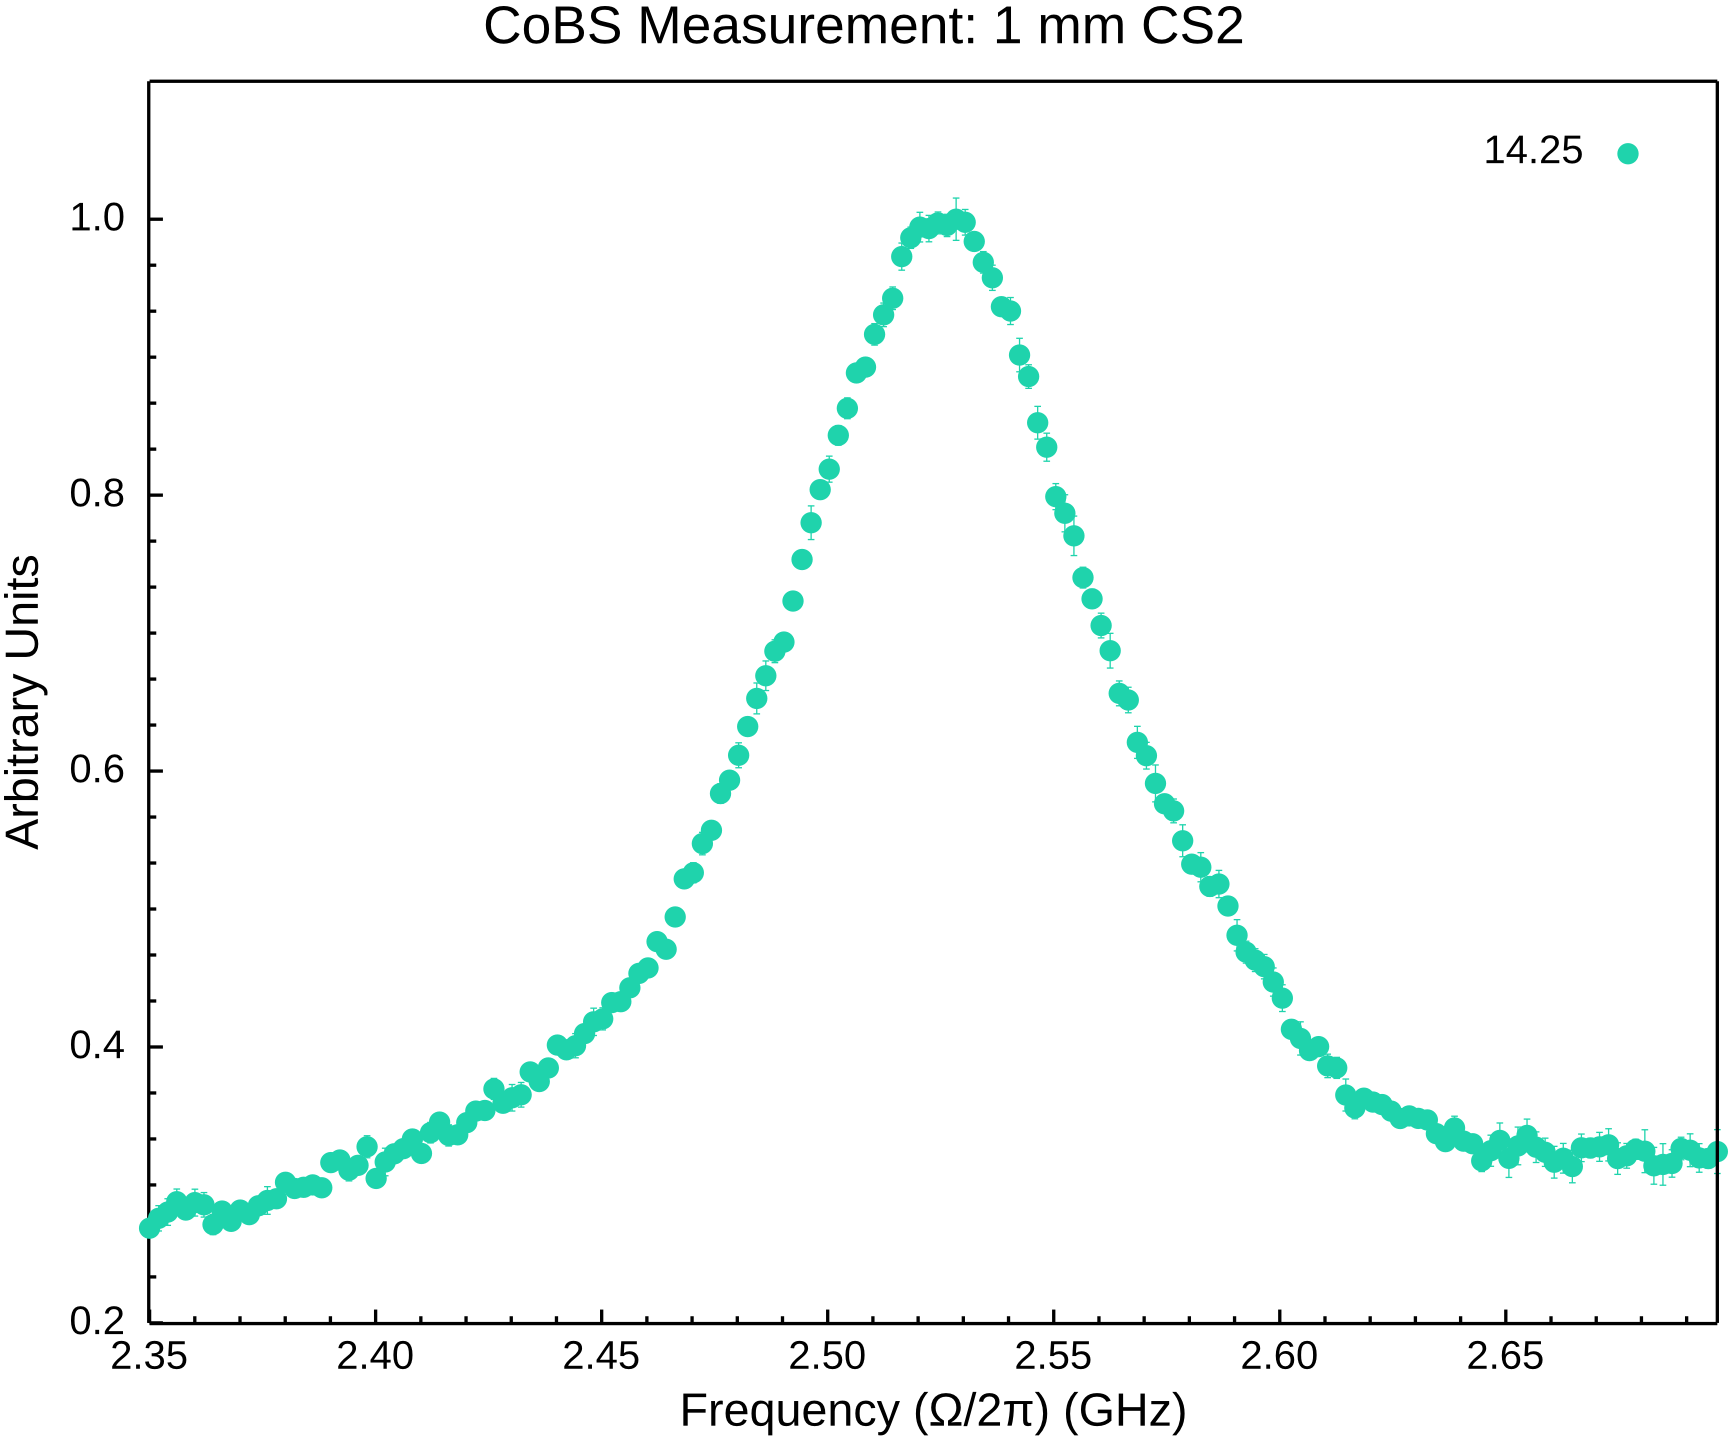 CoBS Measurement: 1 mm CS2
14.25
1.0
0.8
0.6
0.4
0.2
Arbitrary Units
2.35 2.40 2.45 2.50 2.55 2.60 2.65
Frequency (Ω/2π) (GHz)